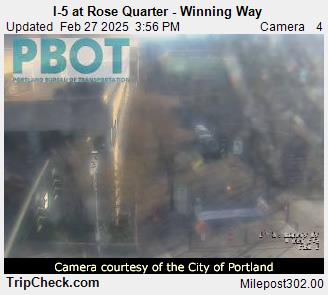 I-5 at Rose Quarter - Winning Way
Updated  Feb 27 2025  3:56 PM  Camera  4
PBOT
PORTLAND BUREAU OF TRANSPORTATION
Camera courtesy of the City of Portland
TripCheck.com  Milepost302.00